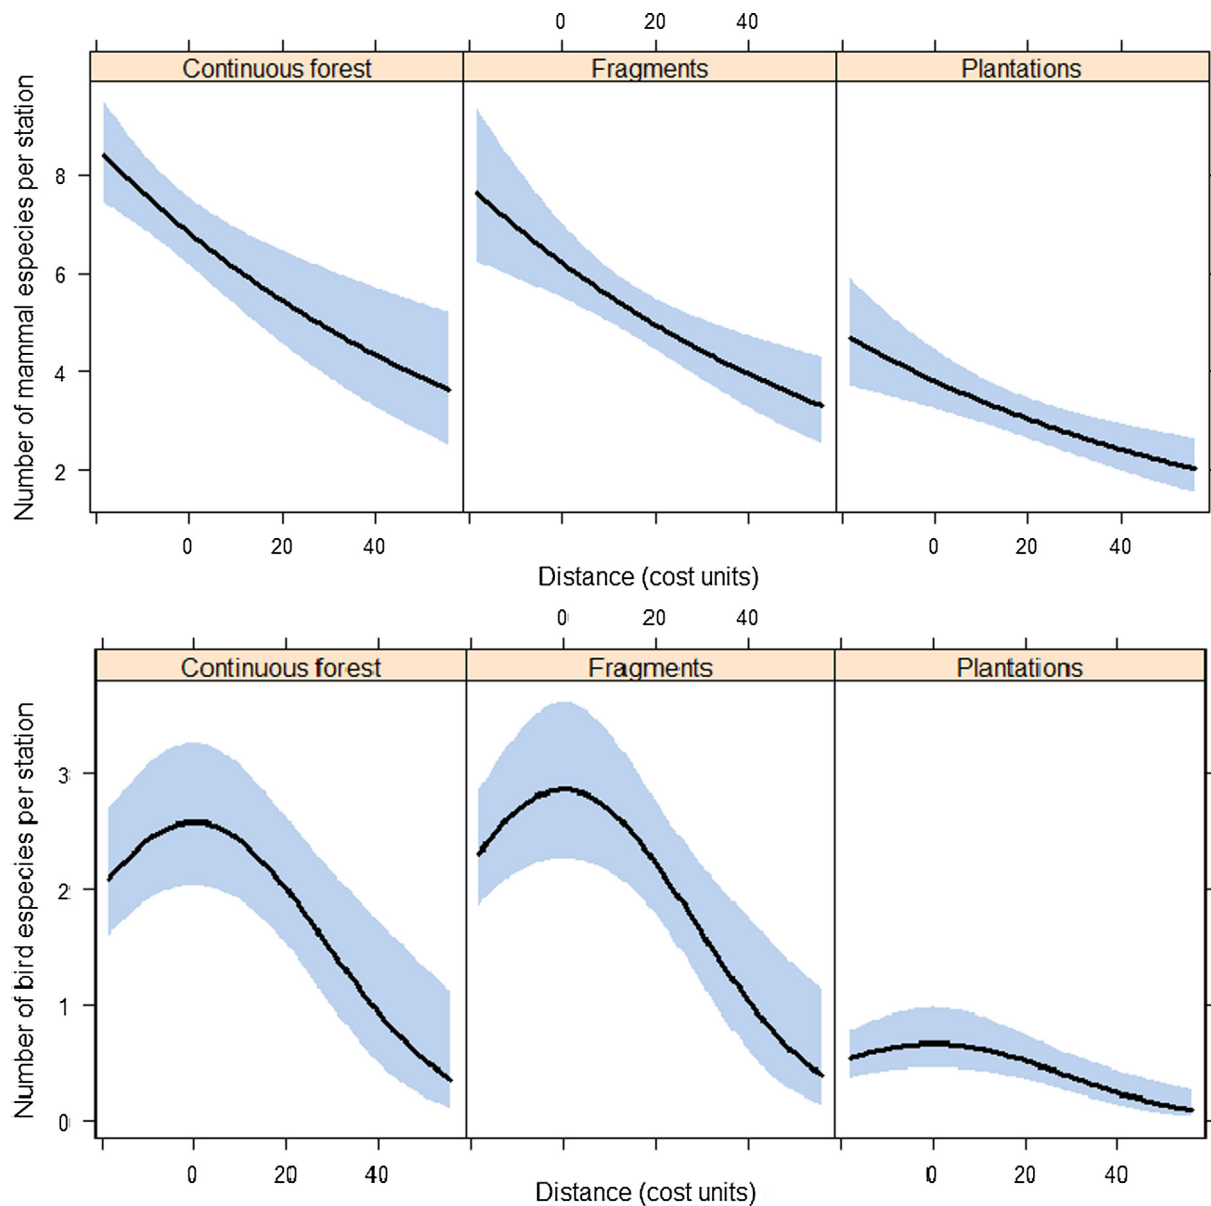 0 20 40
Continuous forest Fragments Plantations
Number of mammal especies per station
8
6
4
2
0 20 40 0 20 40
Distance (cost units)
0 20 40
Continuous forest Fragments Plantations
Number of bird especies per station
3
2
1
0
0 20 40 0 20 40
Distance (cost units)